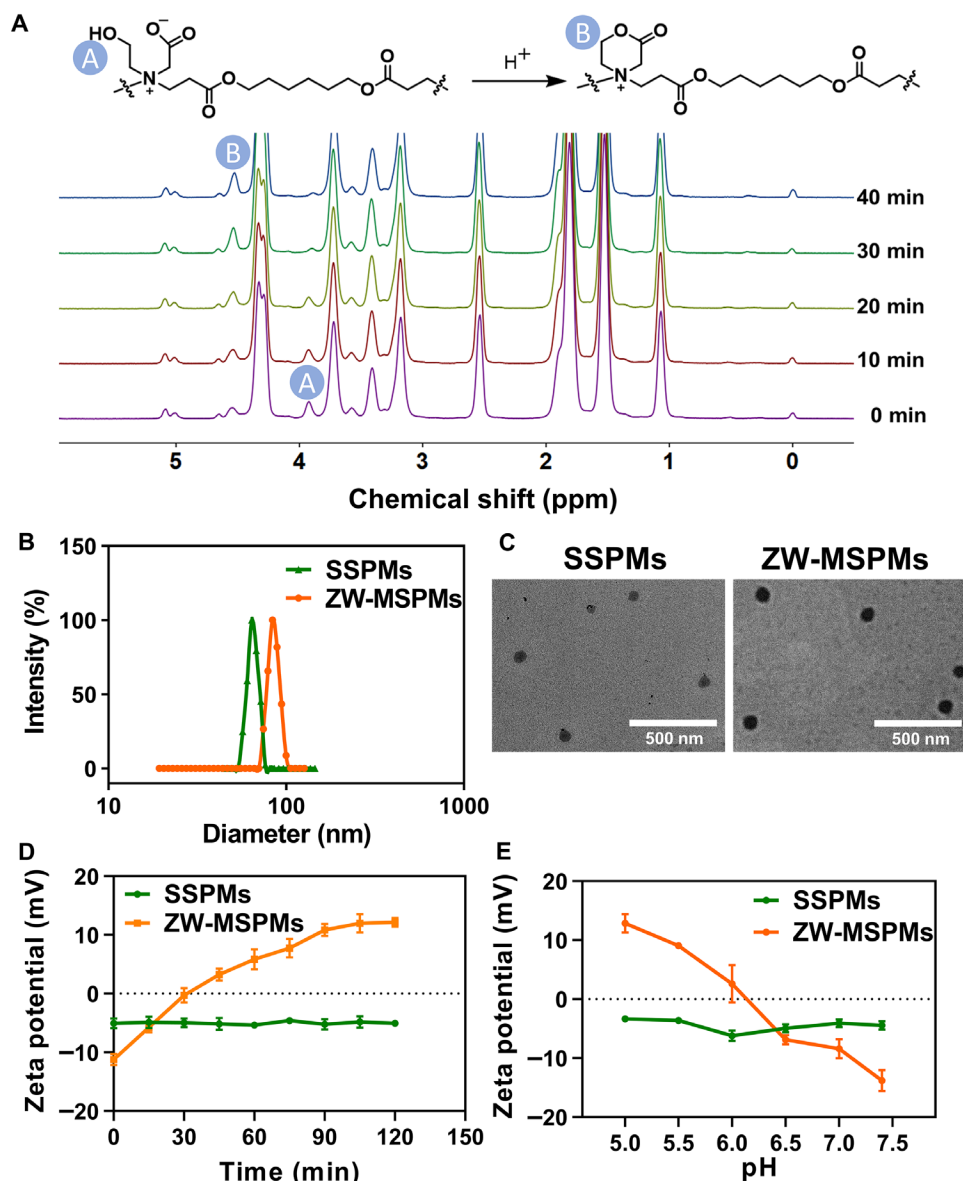 A
HO O O⁻ A N + O O O O
H⁺
O O B N + O O O O
B
40 min
30 min
20 min
10 min
A
0 min
5 4 3 2 1 0
Chemical shift (ppm)
B
150
100
50
0
Intensity (%)
SSPMs
ZW-MSPMs
10 100 1000
Diameter (nm)
C
SSPMs ZW-MSPMs
500 nm 500 nm
D
20
10
0
−10
−20
Zeta potential (mV)
SSPMs
ZW-MSPMs
0 30 60 90 120 150
Time (min)
E
20
10
0
−10
−20
Zeta potential (mV)
SSPMs
ZW-MSPMs
5.0 5.5 6.0 6.5 7.0 7.5
pH